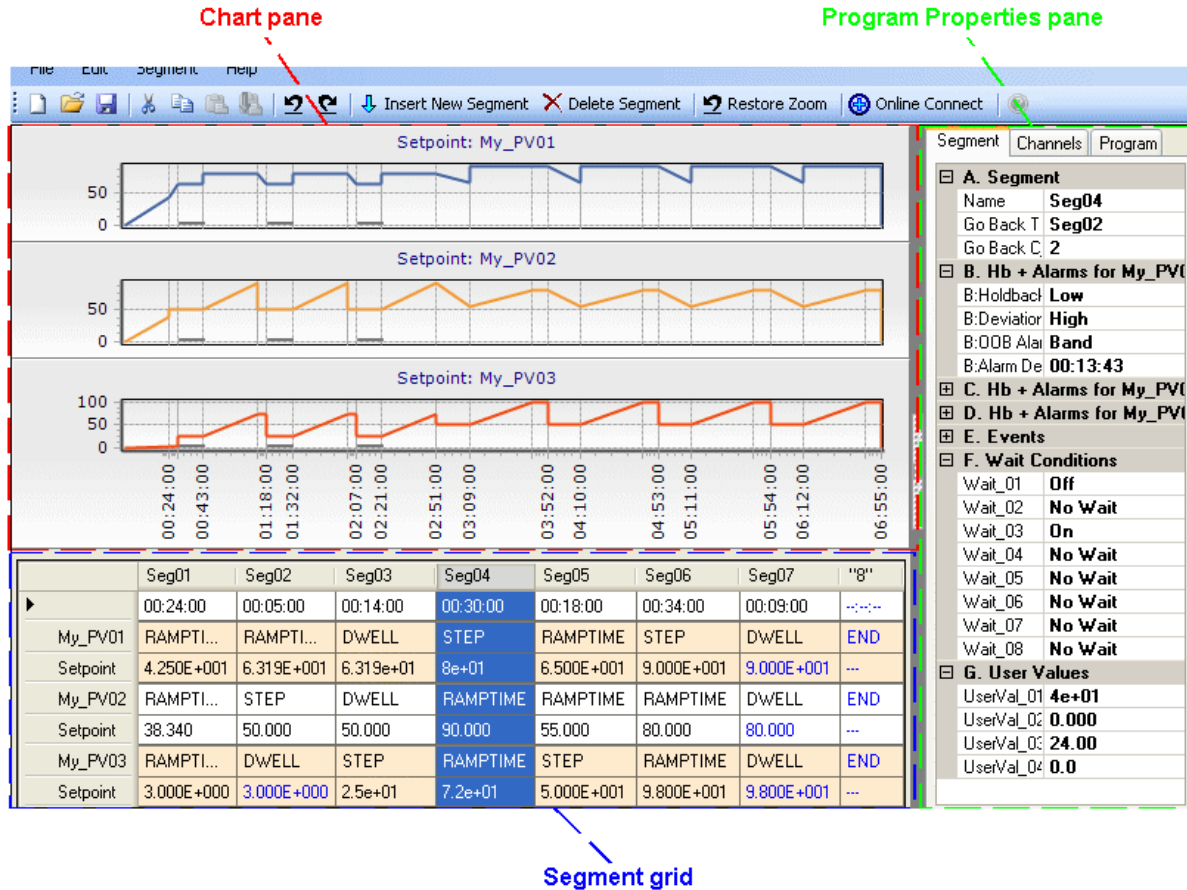 Chart pane
Program Properties pane
File Edit Segment Help
Insert New Segment Delete Segment Restore Zoom Online Connect
Setpoint: My_PV01
50
0
Setpoint: My_PV02
50
0
Setpoint: My_PV03
100
50
0
00:24:00 00:43:00 01:18:00 01:32:00 02:07:00 02:21:00 02:51:00 03:09:00 03:52:00 04:10:00 04:53:00 05:11:00 05:54:00 06:12:00 06:55:00
Segment Channels Program
A. Segment
Name Seg04
Go Back T Seg02
Go Back C 2
B. Hb + Alarms for My_PV0
B:Holdback Low
B:Deviation High
B:OOB Alar Band
B:Alarm De 00:13:43
C. Hb + Alarms for My_PV0
D. Hb + Alarms for My_PV0
E. Events
F. Wait Conditions
Wait_01 Off
Wait_02 No Wait
Wait_03 On
Wait_04 No Wait
Wait_05 No Wait
Wait_06 No Wait
Wait_07 No Wait
Wait_08 No Wait
G. User Values
UserVal_01 4e+01
UserVal_02 0.000
UserVal_03 24.00
UserVal_04 0.0
Seg01 Seg02 Seg03 Seg04 Seg05 Seg06 Seg07 "8"
00:24:00 00:05:00 00:14:00 00:30:00 00:18:00 00:34:00 00:09:00 --:--:--
My_PV01 RAMPTI... RAMPTI... DWELL STEP RAMPTIME STEP DWELL END
Setpoint 4.250E+001 6.319E+001 6.319e+01 8e+01 6.500E+001 9.000E+001 9.000E+001 ---
My_PV02 RAMPTI... STEP DWELL RAMPTIME RAMPTIME RAMPTIME DWELL END
Setpoint 38.340 50.000 50.000 90.000 55.000 80.000 80.000 ---
My_PV03 RAMPTI... DWELL STEP RAMPTIME STEP RAMPTIME DWELL END
Setpoint 3.000E+000 3.000E+000 2.5e+01 7.2e+01 5.000E+001 9.800E+001 9.800E+001 ---
Segment grid